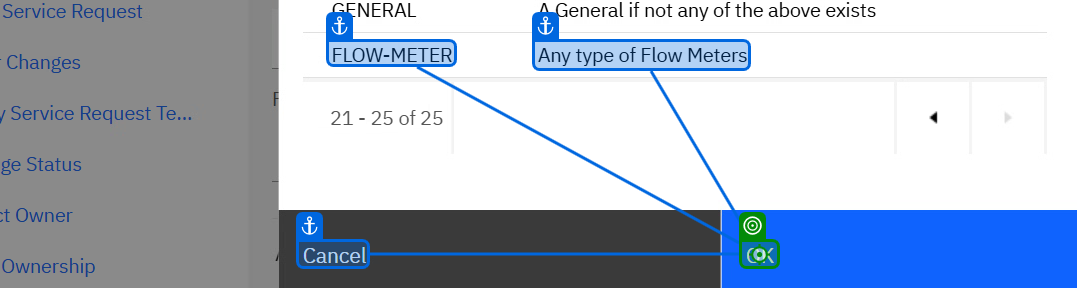 Service Request
GENERAL A General if not any of the above exists
FLOW-METER Any type of Flow Meters
Changes
y Service Request Te...
21 - 25 of 25
ge Status
ct Owner
Cancel OK
Ownership